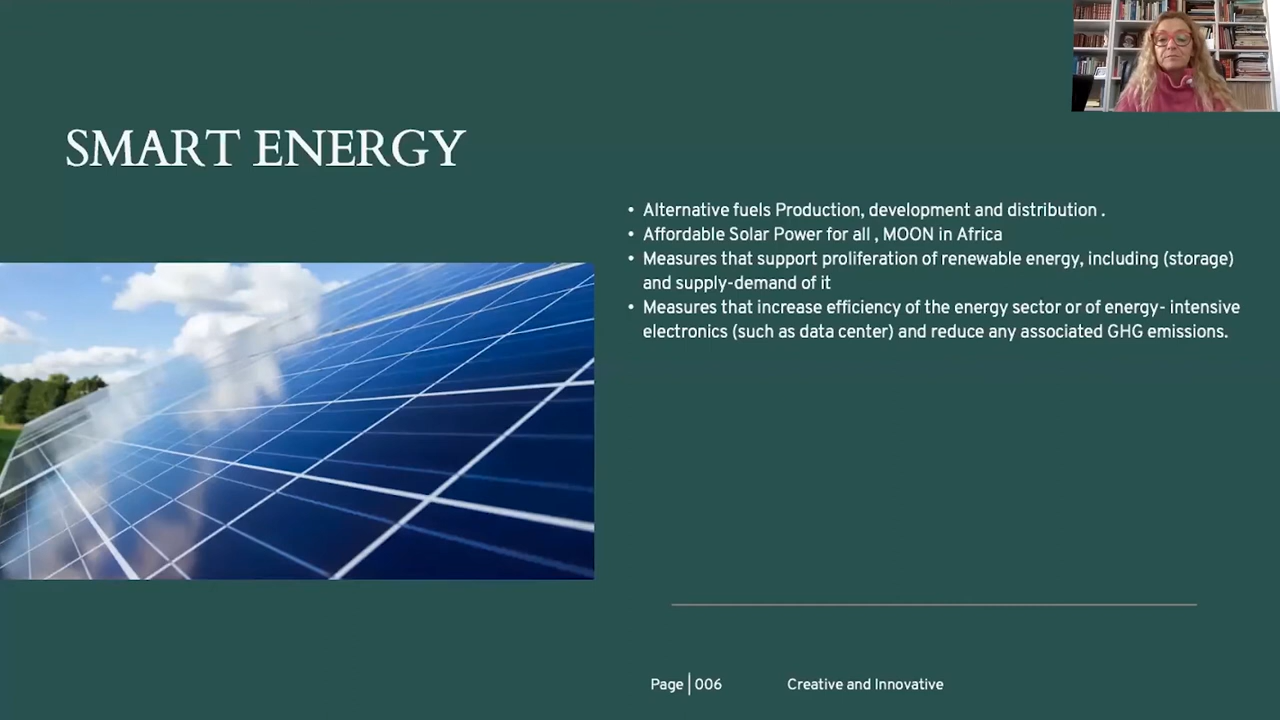 SMART ENERGY
• Alternative fuels Production, development and distribution .
• Affordable Solar Power for all , MOON in Africa
• Measures that support proliferation of renewable energy, including (storage)
and supply-demand of it
• Measures that increase efficiency of the energy sector or of energy- intensive
electronics (such as data center) and reduce any associated GHG emissions.
Page | 006
Creative and Innovative